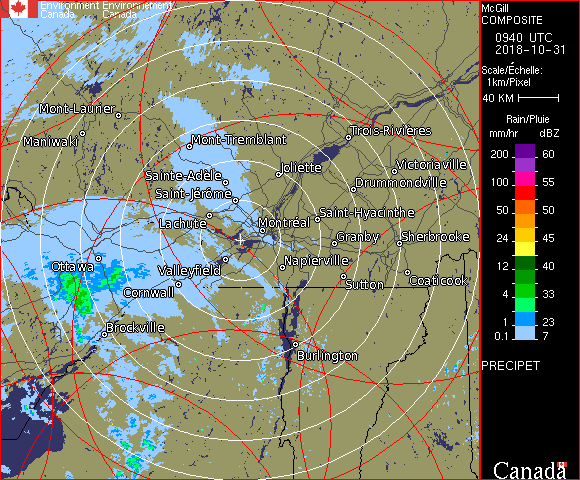 Environment Environnement
Canada Canada
McGill
COMPOSITE
0940 UTC
2018-10-31
Scale/Échelle:
1km/Pixel
40 KM
Rain/Pluie
mm/hr dBZ
200 60
100 55
50 50
24 45
12 40
4 33
1 23
0.1 7
PRECIPET
Canada
Mont-Laurier
Maniwaki
Mont-Tremblant
Trois-Rivières
Joliette
Victoriaville
Sainte-Adèle
Drummondville
Saint-Jérôme
Saint-Hyacinthe
Lachute
Montréal
Granby
Sherbrooke
Ottawa
Valleyfield
Napierville
Cornwall
Sutton
Coaticook
Brockville
Burlington